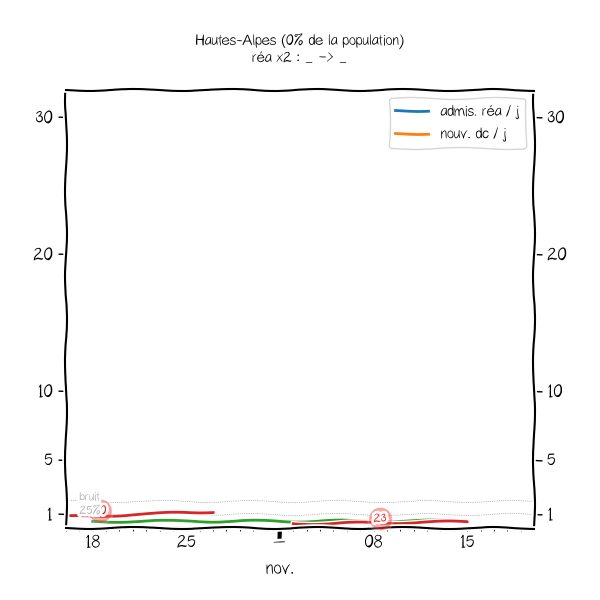 Hautes-Alpes (0% de la population)
réa x2 : _ -> _
admis. réa / j
nouv. dc / j
30
30
20
20
10
10
5
5
bruit
25%
23
1
1
18
25
1
08
15
nov.